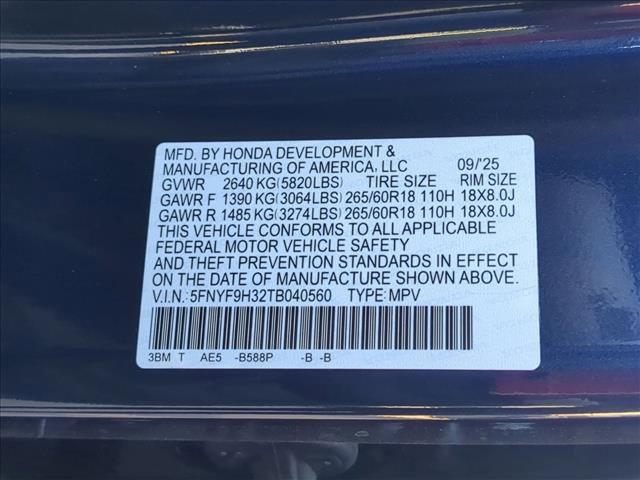 MFD. BY HONDA DEVELOPMENT &
MANUFACTURING OF AMERICA, LLC 09/'25
GVWR 2640 KG(5820LBS) TIRE SIZE RIM SIZE
GAWR F 1390 KG(3064LBS) 265/60R18 110H 18X8.0J
GAWR R 1485 KG(3274LBS) 265/60R18 110H 18X8.0J
THIS VEHICLE CONFORMS TO ALL APPLICABLE
FEDERAL MOTOR VEHICLE SAFETY
AND THEFT PREVENTION STANDARDS IN EFFECT
ON THE DATE OF MANUFACTURE SHOWN ABOVE.
V.I.N.: 5FNYF9H32TB040560 TYPE: MPV
3BM T AE5 -B588P -B -B